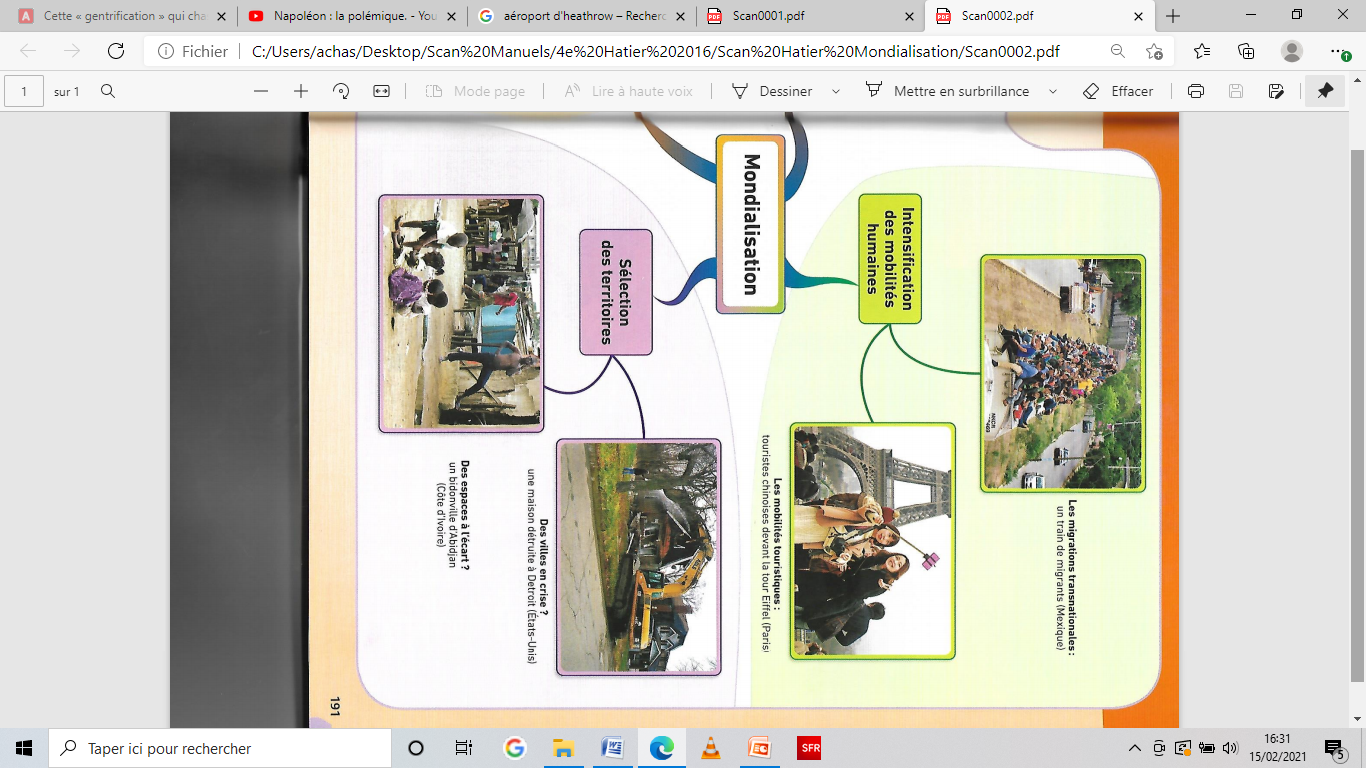 Cette « gentrification » qui cha
Napoléon : la polémique. - You
aéroport d'heathrow – Recherc
Scan0001.pdf
Scan0002.pdf
Fichier
C:/Users/achas/Desktop/Scan%20Manuels/4e%20Hatier%202016/Scan%20Hatier%20Mondialisation/Scan0002.pdf
1
sur 1
Mode page
Lire à haute voix
Dessiner
Mettre en surbrillance
Effacer
Mondialisation
Intensification
des mobilités
humaines
Les migrations transnationales :
un train de migrants (Mexique)
Les mobilités touristiques :
touristes chinoises devant la tour Eiffel (Paris)
Sélection
des territoires
Des villes en crise ?
une maison détruite à Detroit (États-Unis)
Des espaces à l'écart ?
un bidonville d'Abidjan
(Côte d'Ivoire)
191
Taper ici pour rechercher
SFR
16:31
15/02/2021
5